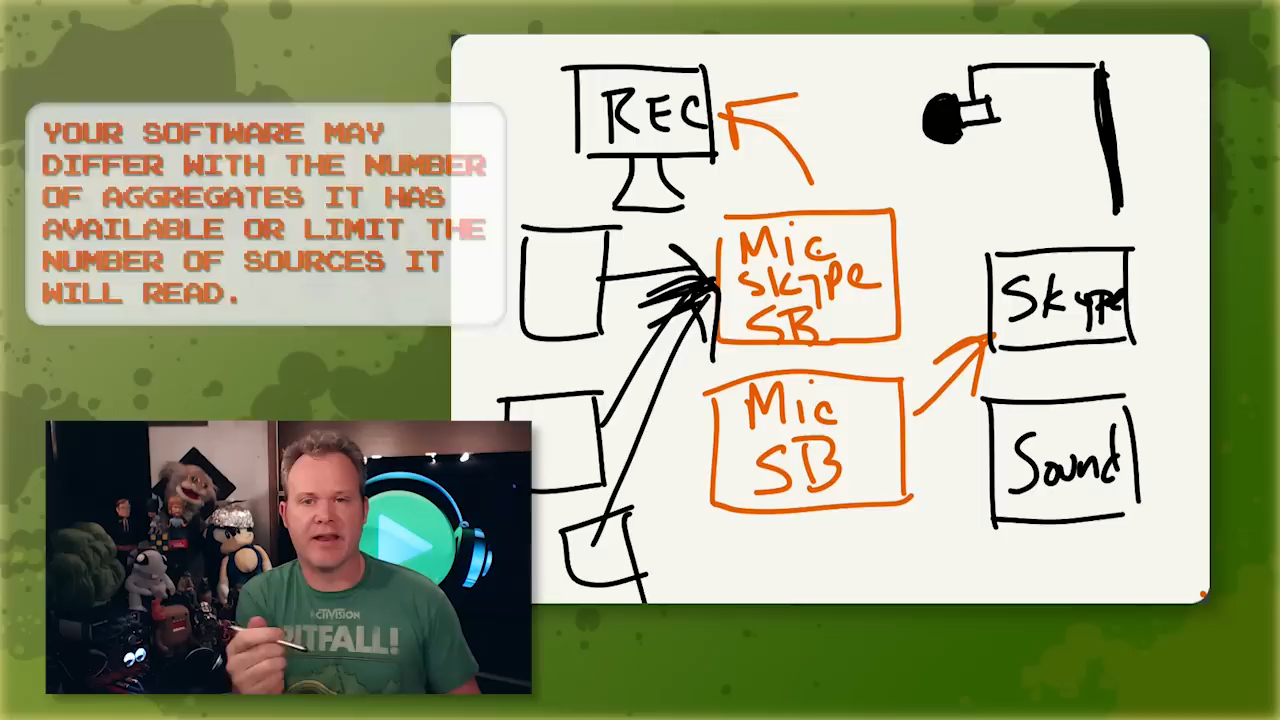 YOUR SOFTWARE MAY
DIFFER WITH THE NUMBER
OF AGGREGATES IT HAS
AVAILABLE OR LIMIT THE
NUMBER OF SOURCES IT
WILL READ.
REC
Mic
SKYPE
SB
Skype
Mic
SB
Sound
ACTIVISION
PITFALL!